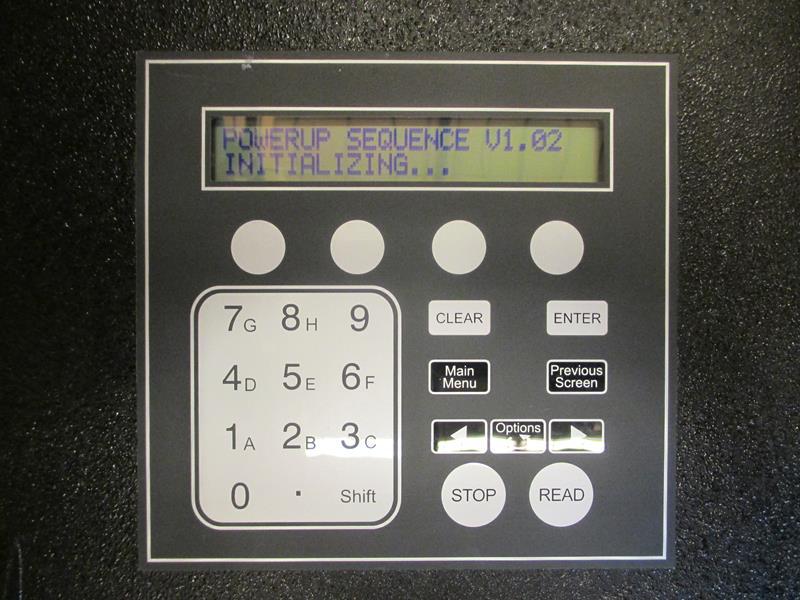 POWERUP SEQUENCE V1.02
INITIALIZING...
7G 8H 9
CLEAR
ENTER
4D 5E 6F
Main
Menu
Previous
Screen
1A 2B 3C
Options
0 . Shift
STOP
READ